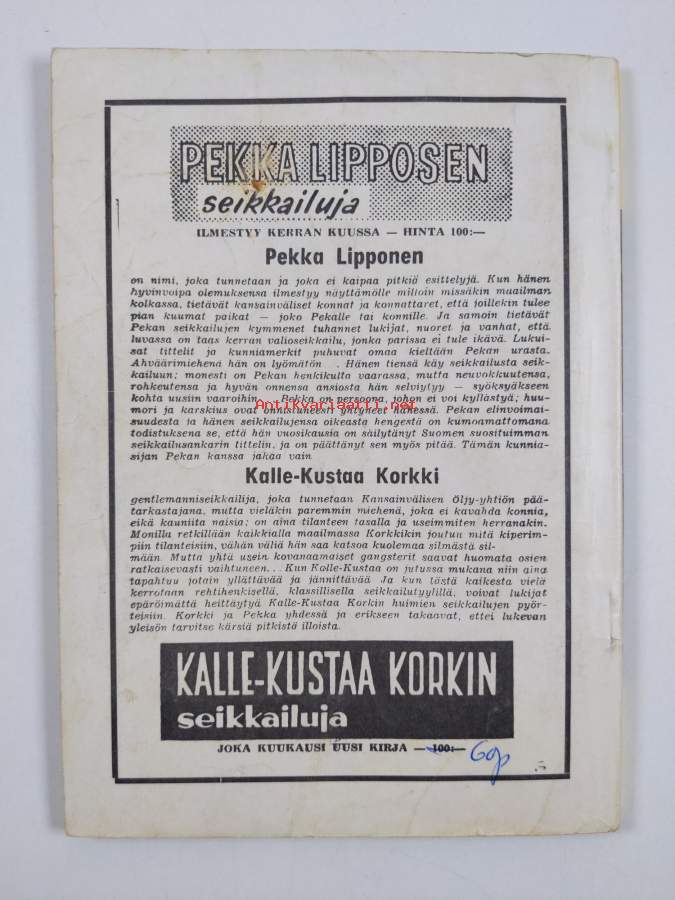 PEKKA LIPPOSEN
seikkailuja
ILMESTYY KERRAN KUUSSA — HINTA 100:—
Pekka Lipponen
on nimi, joka tunnetaan ja joka ei kaipaa pitkiö esittelyjä. Kun hänen
hyvinvoipa olemuksensa ilmestyy näyttämölle milloin missäkin maailman
kolkassa, tietävät kansainväliset konnat ja konnattaret, että joillekin tulee
pian kuumat paikat — joko Pekalle tai konnille. Ja samoin tietävät
Pekan seikkailujen kymmenet tuhannet lukijat, nuoret ja vanhat, että
luvassa on taas kerran valioseikkailu, jonka parissa ei tule ikävä. Lukui-
sat tittelit ja kunniamerkit puhuvat omaa kieltään Pekan urasta.
Ahväärimiehenä hän on lyömätön . Hänen tiensä käy seikkailusta seik-
kailuun; monesti on Pekan henkikulta vaarassa, mutta neuvokkuutensa,
rohkeutensa ja hyvän onnensa ansiosta hän selviytyy — syöksyäkseen
kohta uusiin vaaroihin Pekka on persoona, johon ei voi kyllästyä; huu-
mori ja karskius ovat onnistuneesti yhtyneet hänessä. Pekan elinvoimai-
suudesta ja hänen seikkailujensa oikeasta hengestä on kumoamattomana
todistuksena se, että hän vuosikausia on säilytänyt Suomen suosituimman
seikkailusankarin tittelin, ja on päättänyt sen myös pitää. Tämän kunnia-
sijan Pekan kanssa jakaa vain
Antikvariaatti.net
Kalle-Kustaa Korkki
gentlemanniseikkailija, joka tunnetaan Kansainvälisen Öljy-yhtiön pää-
tarkastajana, mutta vieläkin paremmin miehenä, joka ei kavahda konnia,
eikä kauniita naisia; on aina tilanteen tasalla ja useimmiten herranakin.
Monilla retkillään kaikkialla maailmassa Korkkikin joutuu mitä kiperim-
piin tilanteisiin, vähän väliä hän saa katsoa kuolemaa silmästä sil-
mään. Mutta yhtä usein kovanaamaiset gangsterit saavat huomata osien
ratkaisevasti vaihtuneen... Kun Kalle-Kustaa on jutussa mukana niin aina
tapahtuu jotain yllättävää ja jännittävää Ja kun tästä kaikesta vielä
kerrotaan rehtihenkisellä, klassillisella seikkailutyylillä, voivat lukijat
epäröimättä heittäytyä Kalle-Kustaa Korkin huimien seikkailujen pyör-
teisiin. Korkki ja Pekka yhdessä ja erikseen takaavat, ettei lukevan
yleisön tarvitse kärsiä pitkistä illoista.
KALLE-KUSTAA KORKIN
seikkailuja
JOKA KUUKAUSI UUSI KIRJA — 100:— 60p